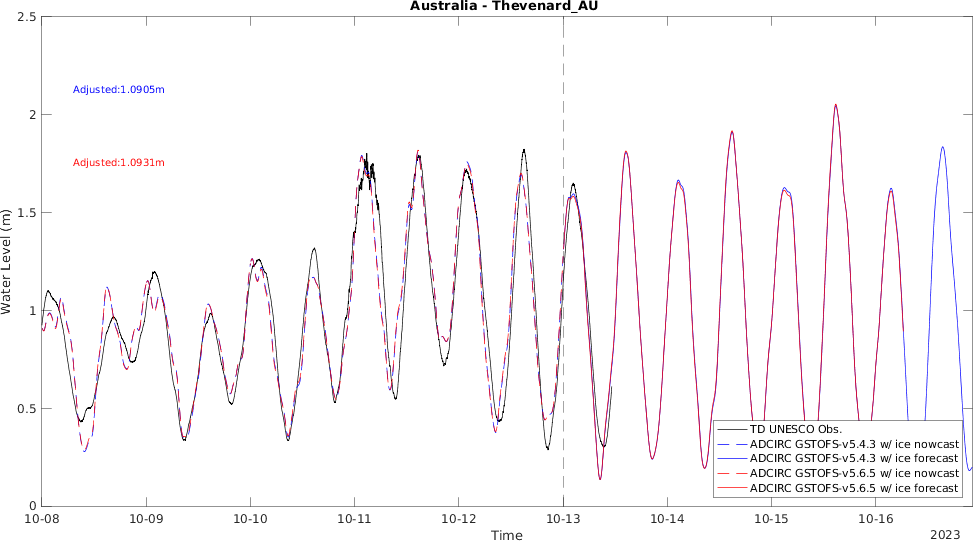 Australia - Thevenard_AU
2.5
2
1.5
1
0.5
0
Water Level (m)
Adjusted:1.0905m
Adjusted:1.0931m
TD UNESCO Obs.
ADCIRC GSTOFS-v5.4.3 w/ ice nowcast
ADCIRC GSTOFS-v5.4.3 w/ ice forecast
ADCIRC GSTOFS-v5.6.5 w/ ice nowcast
ADCIRC GSTOFS-v5.6.5 w/ ice forecast
10-08 10-09 10-10 10-11 10-12 10-13 10-14 10-15 10-16
Time
2023